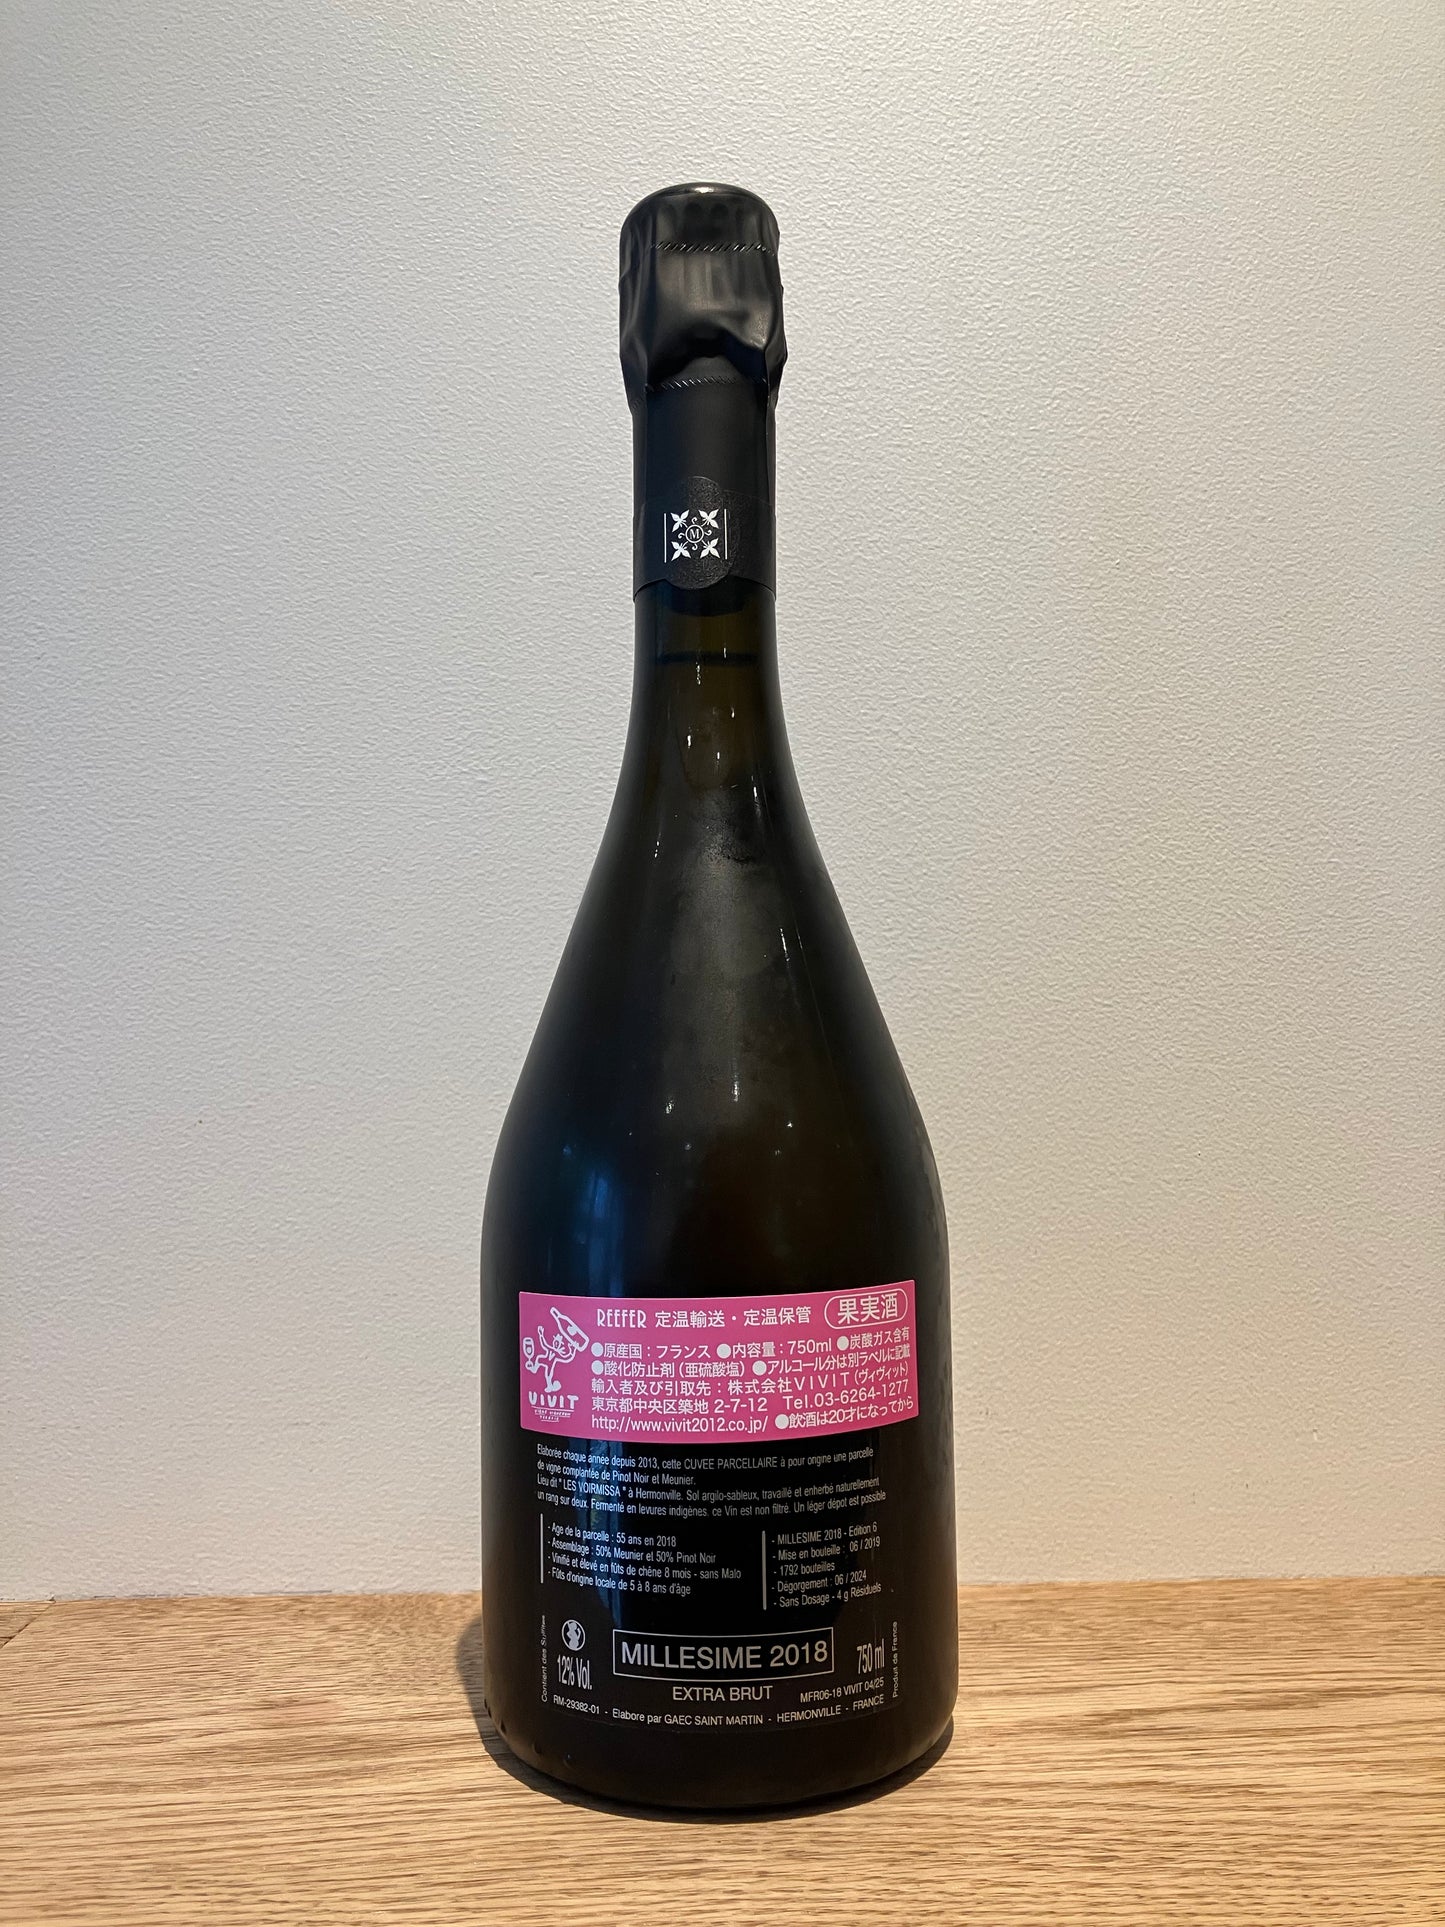 M
REEFER 定温輸送・定温保管 果実酒
●原産国：フランス ●内容量：750ml ●炭酸ガス含有
●酸化防止剤（亜硫酸塩） ●アルコール分は別ラベルに記載
輸入者及び引取先：株式会社VIVIT（ヴィヴィット）
東京都中央区築地 2-7-12 Tel.03-6264-1277
http://www.vivit2012.co.jp/ ●飲酒は20才になってから
VIVIT
Elaborée chaque année depuis 2013, cette CUVEE PARCELLAIRE à pour origine une parcelle
de vigne complantée de Pinot Noir et Meunier.
Lieu dit " LES VOIRMISSA " à Hermonville. Sol argilo-sableux, travaillé et enherbé naturellement
un rang sur deux. Fermenté en levures indigènes. ce Vin est non filtré. Un léger dépot est possible
- Age de la parcelle : 55 ans en 2018
- Assemblage : 50% Meunier et 50% Pinot Noir
- Vinifié et élevé en fûts de chêne 8 mois - sans Malo
- Fûts d'origine locale de 5 à 8 ans d'âge
- MILLESIME 2018 - Edition 6
- Mise en bouteille : 06 / 2019
- 1792 bouteilles
- Dégorgement : 06 / 2024
- Sans Dosage - 4 g Résiduels
Contient des Sulfites
12% Vol.
MILLESIME 2018
750 ml
Produit de France
EXTRA BRUT
MFR06-18 VIVIT 04/25
RM-29382-01 - Elabore par GAEC SAINT MARTIN - HERMONVILLE - FRANCE